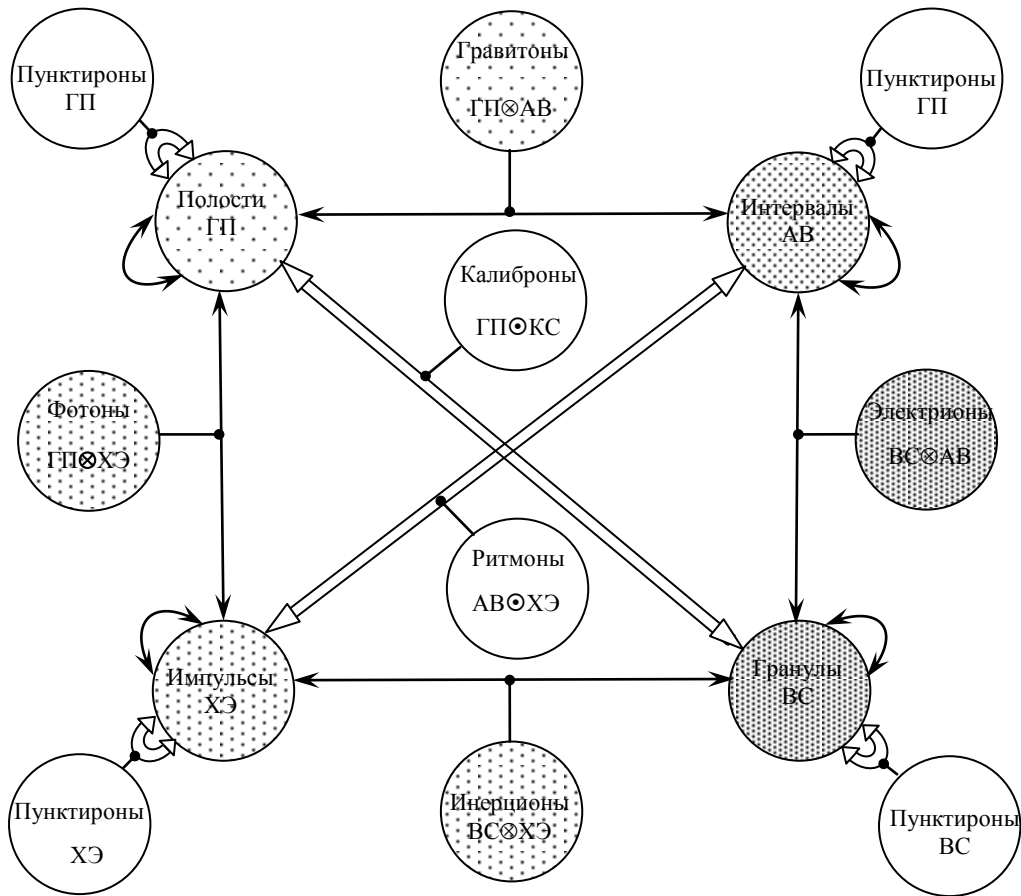 Пунктироны
ГП
Гравитоны
ГП⊗АВ
Пунктироны
ГП
Полости
ГП
Интервалы
АВ
Калиброны
ГП⊙КС
Фотоны
ГП⊗ХЭ
Электрионы
ВС⊗АВ
Ритмоны
АВ⊙ХЭ
Импульсы
ХЭ
Гранулы
ВС
Инерционы
ВС⊗ХЭ
Пунктироны
ХЭ
Пунктироны
ВС